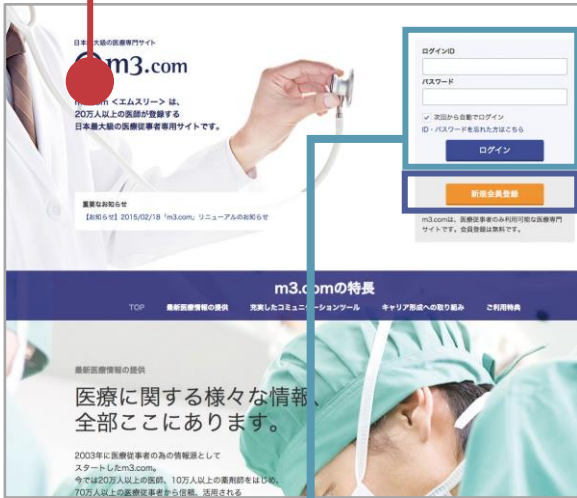 日本最大級の医療専門サイト
m3.com
m3.com <エムスリー> は、
20万人以上の医師が登録する
日本最大級の医療従事者専用サイトです。
重要なお知らせ
【お知らせ】2015/02/18「m3.com」リニューアルのお知らせ
ログインID
パスワード
次回から自動でログイン
ID・パスワードを忘れた方はこちら
ログイン
新規会員登録
m3.comは、医療従事者のみ利用可能な医療専門
サイトです。会員登録は無料です。
m3.comの特長
TOP 最新医療情報の提供 充実したコミュニケーションツール キャリア形成への取り組み ご利用特典
最新医療情報の提供
医療に関する様々な情報、
全部ここにあります。
2003年に医療従事者の為の情報源として
スタートしたm3.com。
今では20万人以上の医師、10万人以上の薬剤師をはじめ、
70万人以上の医療従事者から信頼、活用される